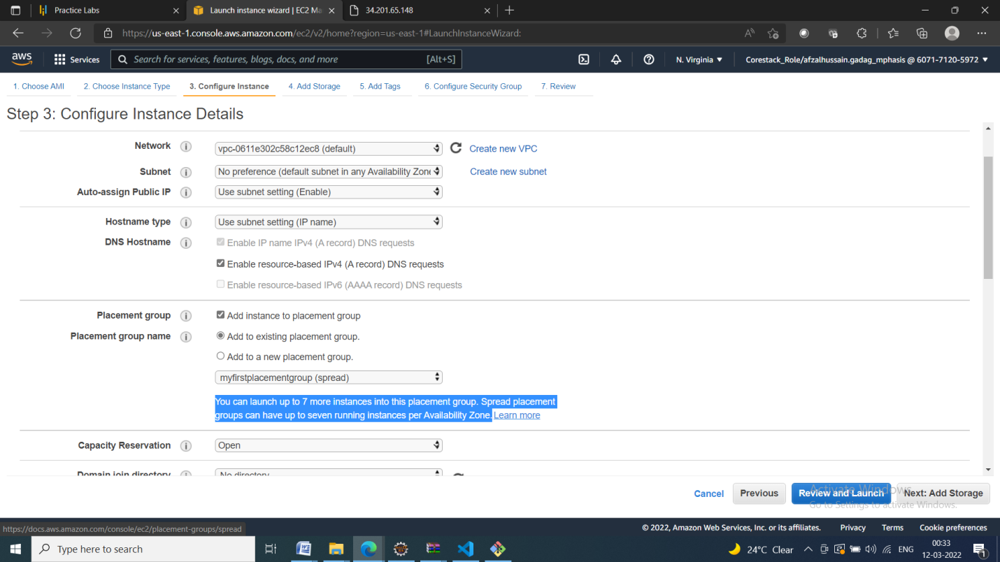 Practice Labs
Launch instance wizard | EC2 Ma
34.201.65.148
https://us-east-1.console.aws.amazon.com/ec2/v2/home?region=us-east-1#LaunchInstanceWizard:
aws
Services
Search for services, features, blogs, docs, and more
[Alt+S]
N. Virginia
Corestack_Role/afzalhussain.gadag_mphasis @ 6071-7120-5972
1. Choose AMI
2. Choose Instance Type
3. Configure Instance
4. Add Storage
5. Add Tags
6. Configure Security Group
7. Review
Step 3: Configure Instance Details
Network
vpc-0611e302c58c12ec8 (default)
Create new VPC
Subnet
No preference (default subnet in any Availability Zone
Create new subnet
Auto-assign Public IP
Use subnet setting (Enable)
Hostname type
Use subnet setting (IP name)
DNS Hostname
Enable IP name IPv4 (A record) DNS requests
Enable resource-based IPv4 (A record) DNS requests
Enable resource-based IPv6 (AAAA record) DNS requests
Placement group
Add instance to placement group
Placement group name
Add to existing placement group.
Add to a new placement group.
myfirstplacementgroup (spread)
You can launch up to 7 more instances into this placement group. Spread placement
groups can have up to seven running instances per Availability Zone. Learn more
Capacity Reservation
Open
Domain join directory
No directory
Cancel
Previous
Review and Launch
Next: Add Storage
Activate Windows
Go to Settings to activate Windows.
https://docs.aws.amazon.com/console/ec2/placement-groups/spread
© 2022, Amazon Web Services, Inc. or its affiliates.
Privacy
Terms
Cookie preferences
Type here to search
24°C Clear
ENG
00:33
12-03-2022
1